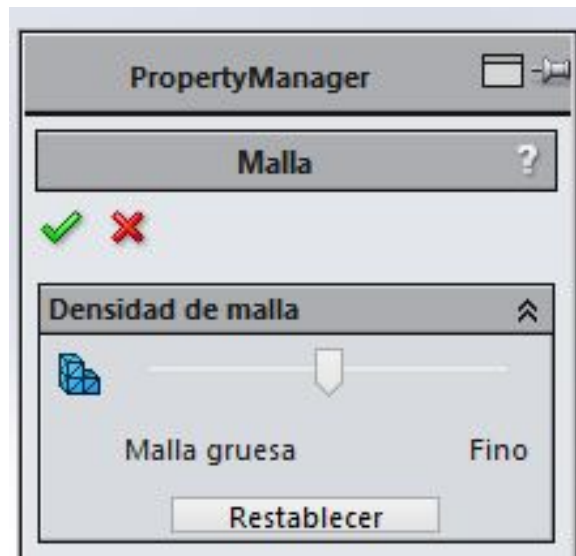 PropertyManager
Malla ?
Densidad de malla
Malla gruesa Fino
Restablecer